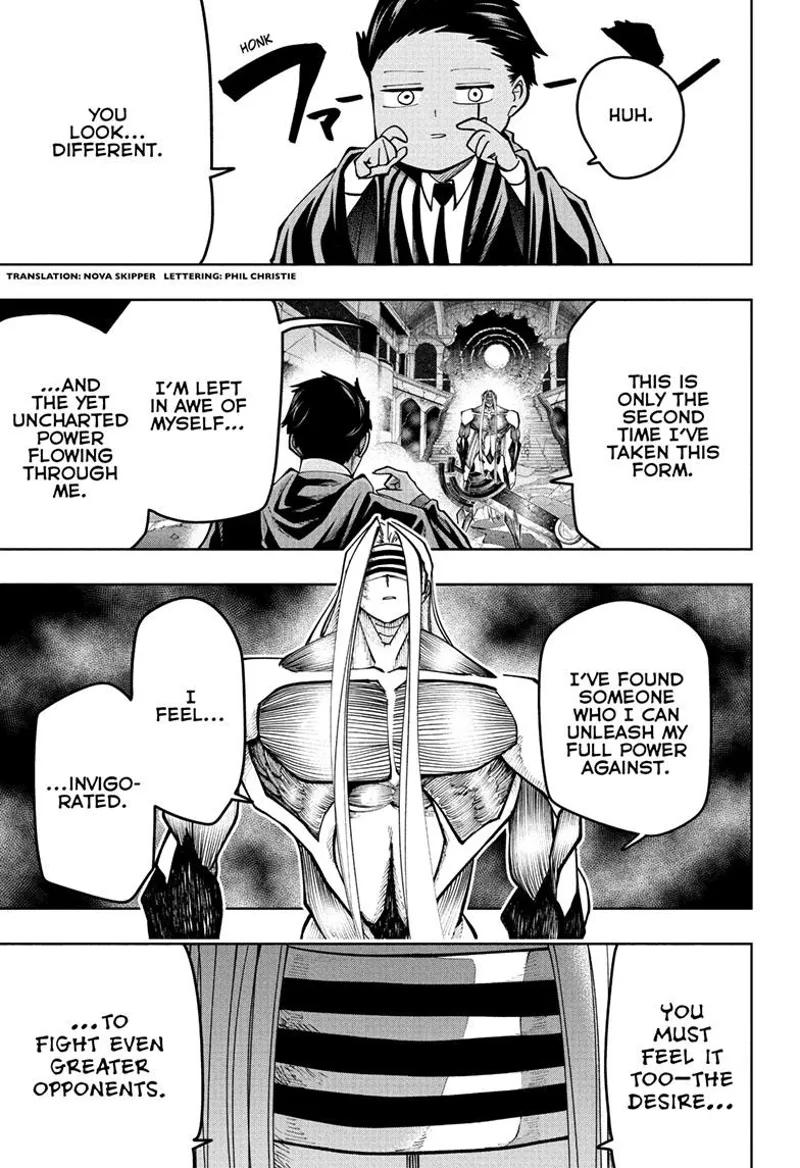 HUH.
HONK
ファー
YOU
LOOK...
DIFFERENT.
TRANSLATION: NOVA SKIPPER LETTERING: PHIL CHRISTIE
THIS IS
ONLY THE
SECOND
TIME I'VE
TAKEN THIS
FORM.
I'M LEFT
IN AWE OF
MYSELF...
...AND
THE YET
UNCHARTED
POWER
FLOWING
THROUGH
ME.
I'VE FOUND
SOMEONE
WHO I CAN
UNLEASH MY
FULL POWER
AGAINST.
I
FEEL...
...INVIGO-
RATED.
YOU
MUST
FEEL IT
TOO—THE
DESIRE...
...TO
FIGHT EVEN
GREATER
OPPONENTS.